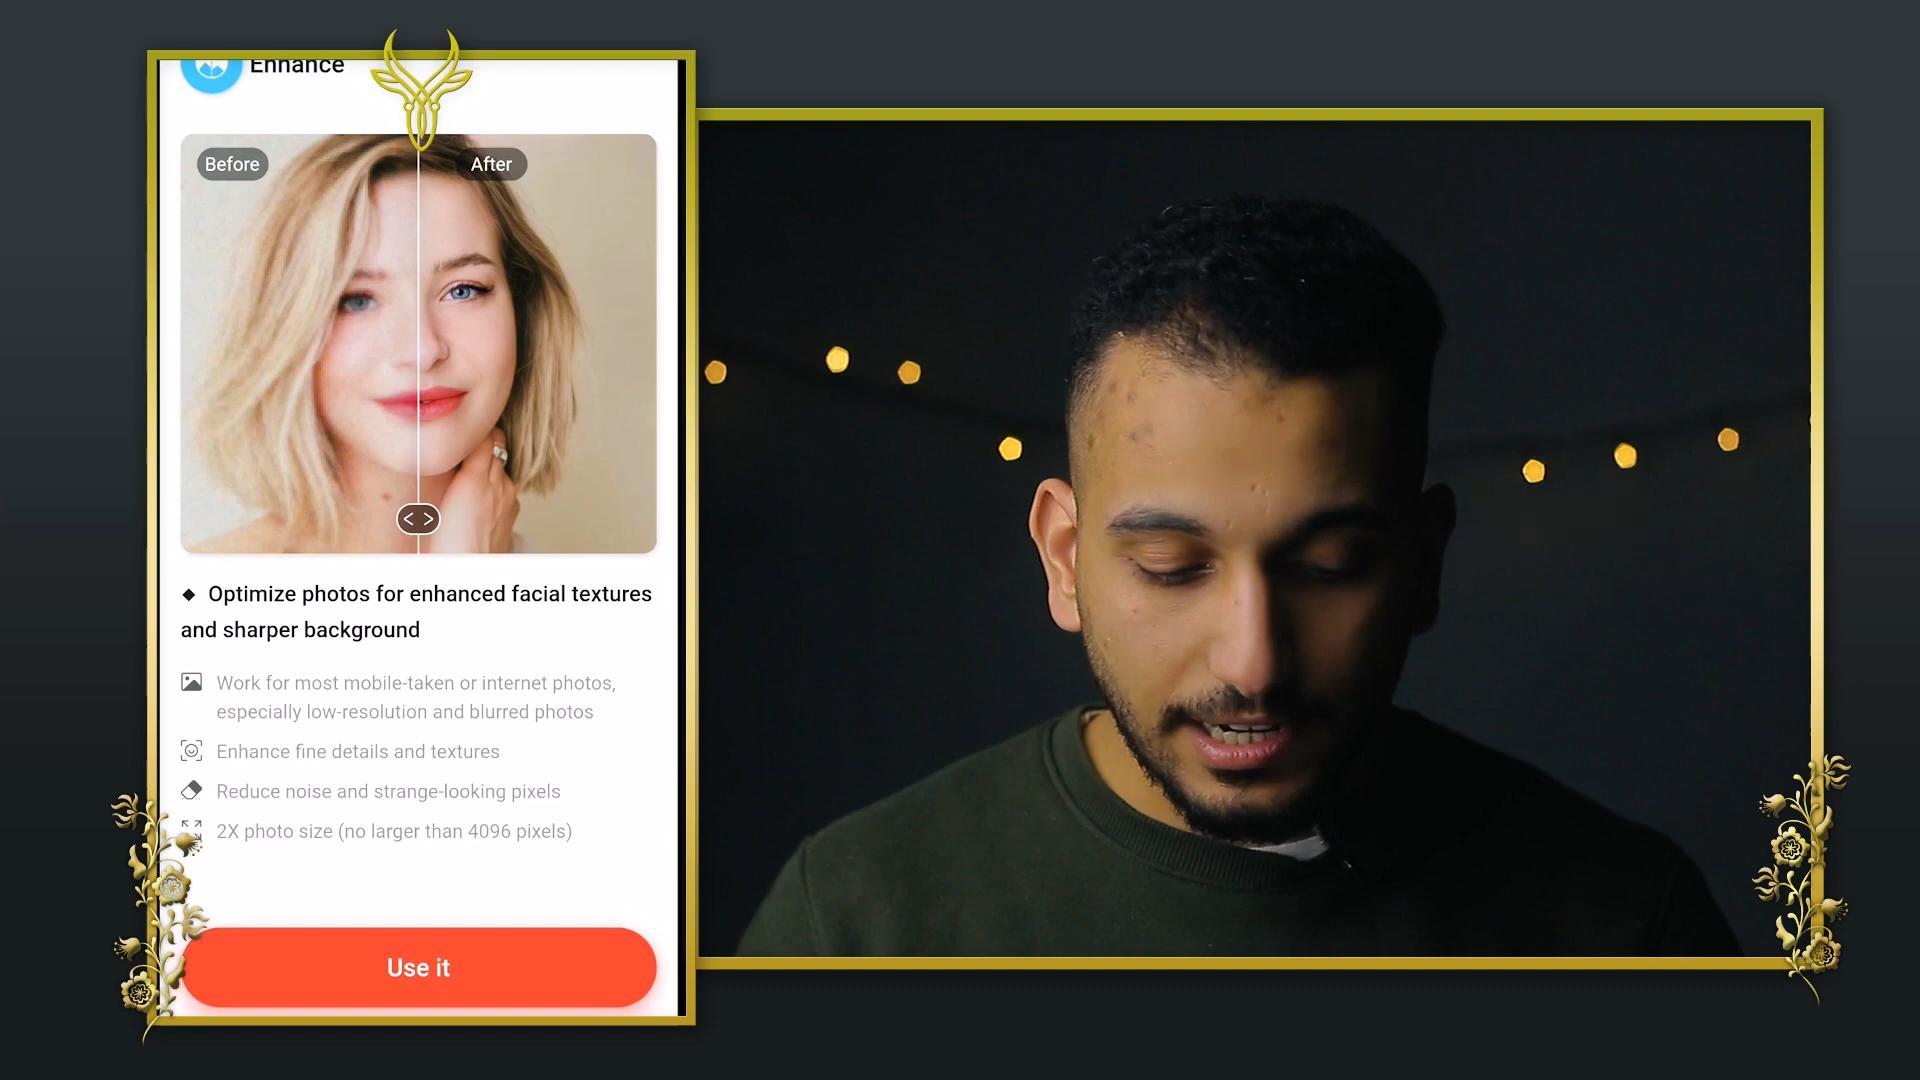 Enhance
Before
After
◆ Optimize photos for enhanced facial textures
and sharper background
Work for most mobile-taken or internet photos,
especially low-resolution and blurred photos
Enhance fine details and textures
Reduce noise and strange-looking pixels
2X photo size (no larger than 4096 pixels)
Use it